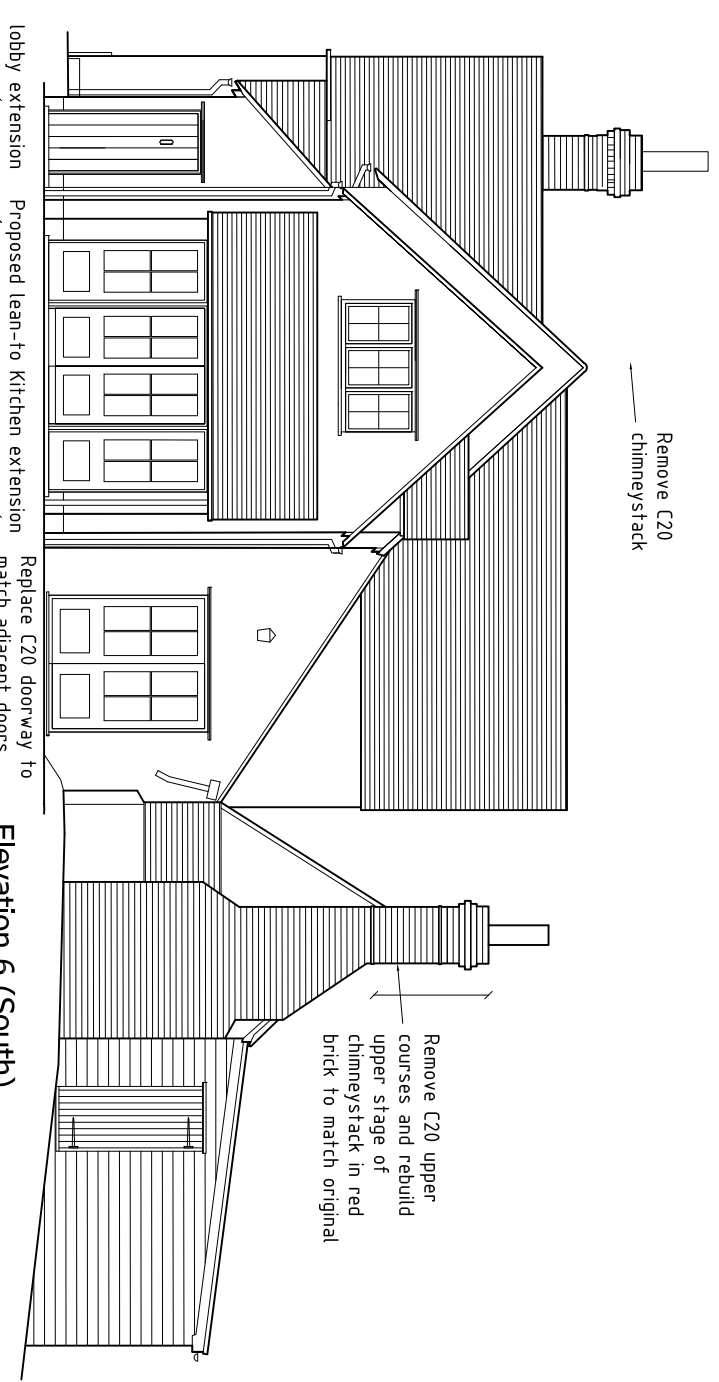 Remove C20
chimneystack
Remove C20 upper
courses and rebuild
upper stage of
chimneystack in red
brick to match original
lobby extension
Proposed lean-to Kitchen extension
Replace C20 doorway to
match adjacent doors
Elevation 6 (South)